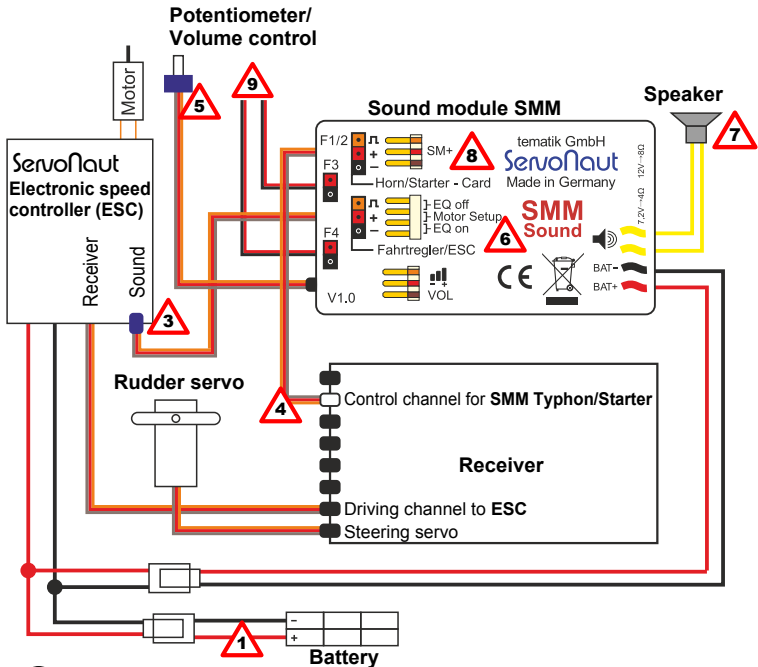 Potentiometer/
Volume control
Motor
5
9
Sound module SMM
Speaker
7
ServoNaut
Electronic speed
controller (ESC)
Receiver
Sound
3
F1/2
+
−
SM+
8
Horn/Starter - Card
F3
+
−
EQ off
Motor Setup
EQ on
F4
Fahrtregler/ESC
V1.0
− +
VOL
tematik GmbH
ServoNaut
Made in Germany
SMM
Sound
6
CE
12V→8Ω
7.2V→4Ω
BAT−
BAT+
Rudder servo
4
Control channel for SMM Typhon/Starter
Receiver
Driving channel to ESC
Steering servo
1
−
+
Battery